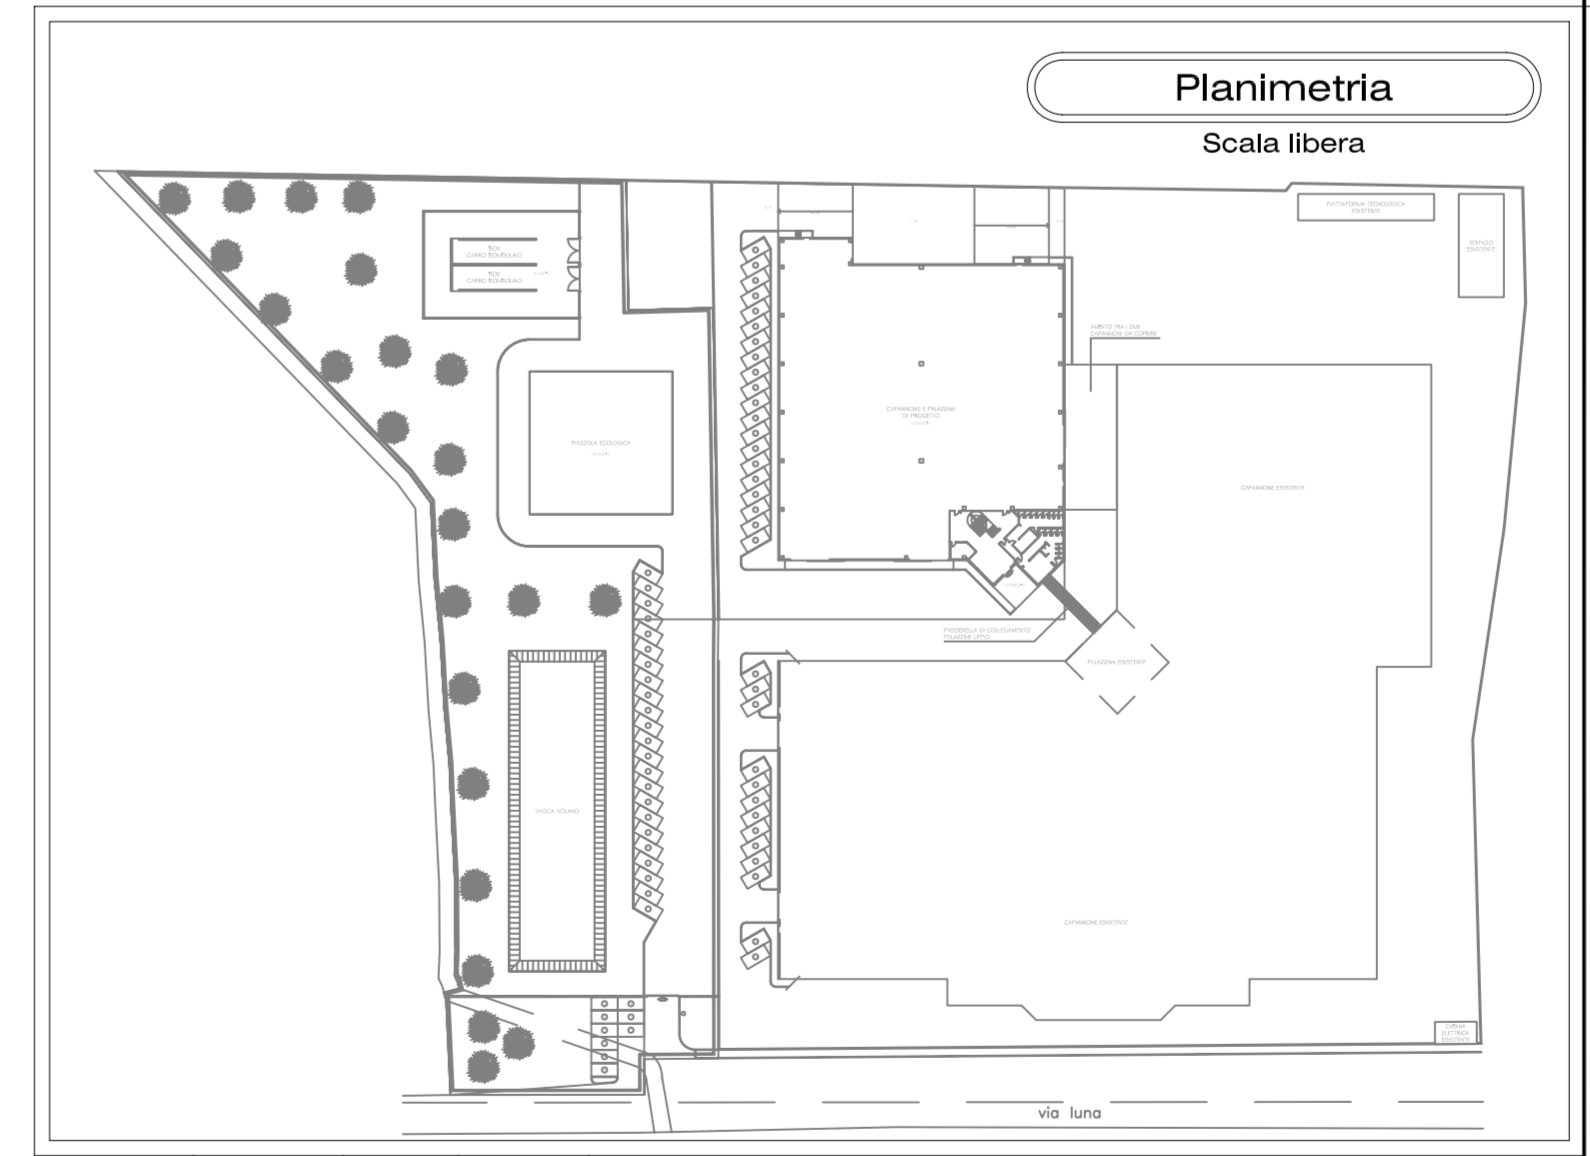 Planimetria
Scala libera
PIATTAFORMA TECNOLOGICA
ESISTENTE
EDIFICIO
ESISTENTE
BOX
CARRO BOMBOLAIO
BOX
CARRO BOMBOLAIO
AMBITO TRA I DUE
CAPANNONI DA COPRIRE
CAPANNONE E PALAZZINA
DI PROGETTO
PIAZZOLA ECOLOGICA
CAPANNONE ESISTENTE
PASSERELLA DI COLLEGAMENTO
PALAZZINE UFFICI
PALAZZINA ESISTENTE
VASCA VOLANO
CAPANNONE ESISTENTE
CABINA
ELETTRICA
ESISTENTE
via luna